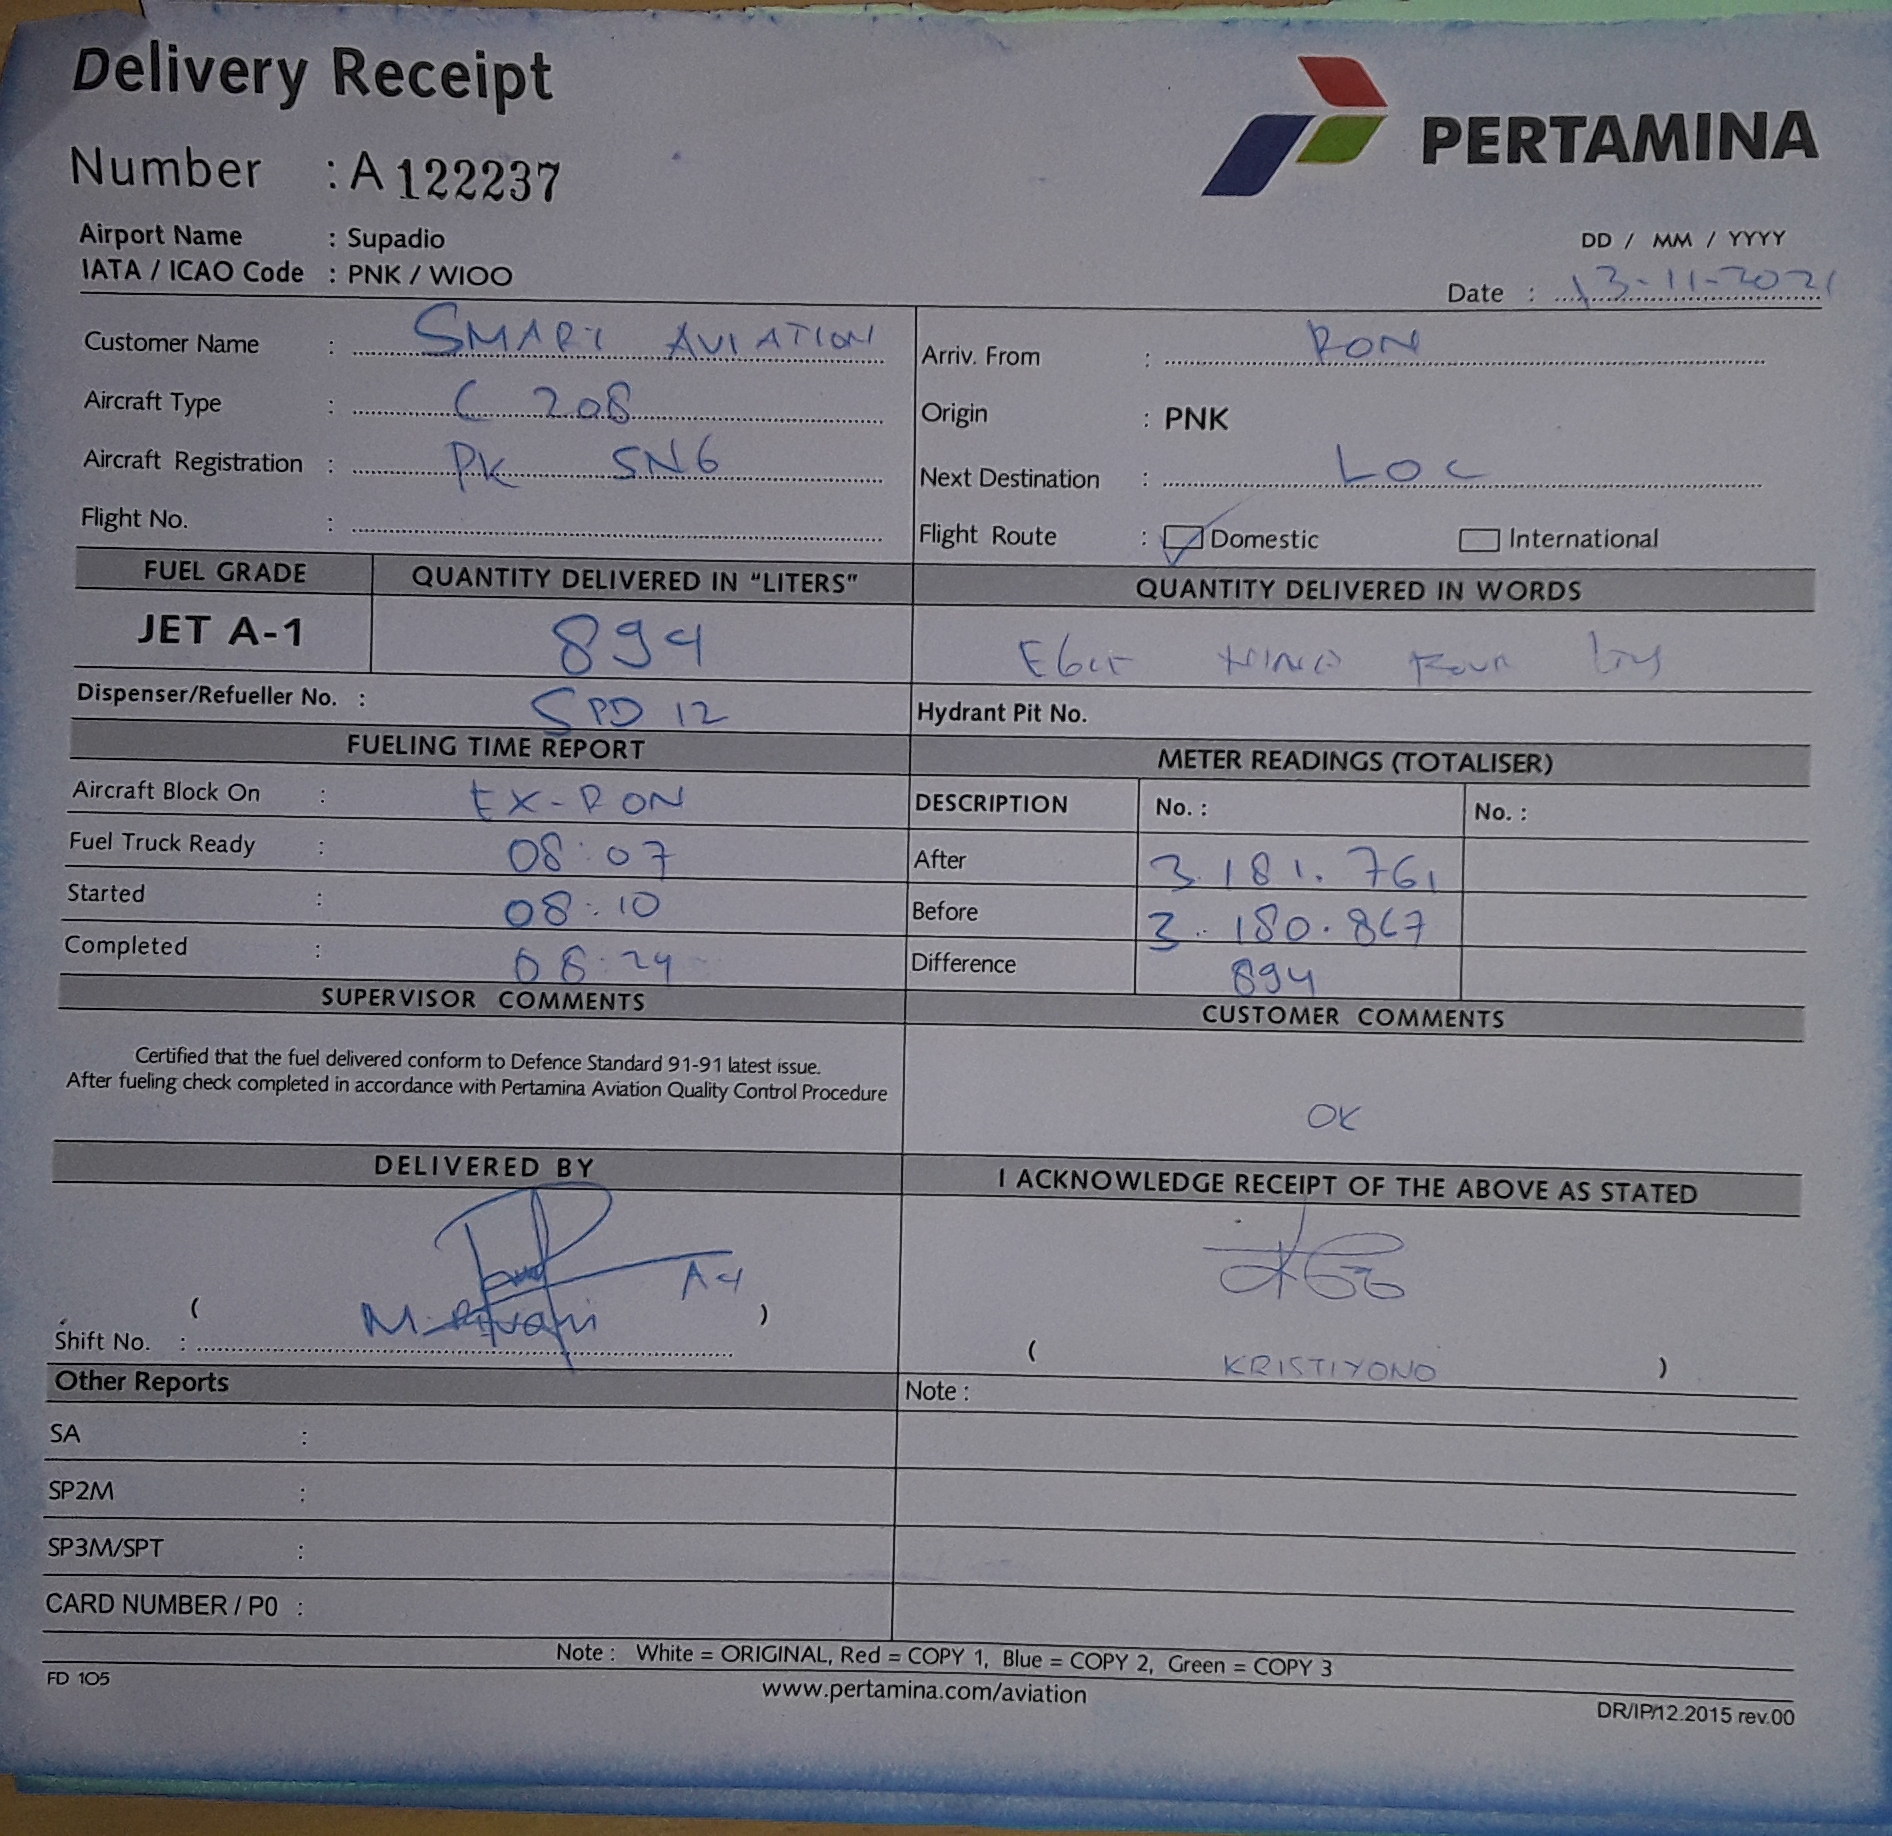 Delivery Receipt
PERTAMINA
Number : A 122237
Airport Name : Supadio
IATA / ICAO Code : PNK / WIOO
DD / MM / YYYY
Date : 13-11-2021
Customer Name : SMART AVIATION
Aircraft Type : C 208
Aircraft Registration : PK SNG
Flight No. :
Arriv. From : RON
Origin : PNK
Next Destination : LOC
Flight Route : Domestic International
FUEL GRADE QUANTITY DELIVERED IN "LITERS" QUANTITY DELIVERED IN WORDS
JET A-1 894 Four
Dispenser/Refueller No. : SPD 12
Hydrant Pit No.
FUELING TIME REPORT
Aircraft Block On : EX-RON
Fuel Truck Ready : 08:07
Started : 08:10
Completed : 08:24
METER READINGS (TOTALISER)
DESCRIPTION No. : No. :
After 3.181.761
Before 3.180.867
Difference 894
SUPERVISOR COMMENTS
Certified that the fuel delivered conform to Defence Standard 91-91 latest issue.
After fueling check completed in accordance with Pertamina Aviation Quality Control Procedure
CUSTOMER COMMENTS
OK
DELIVERED BY
A4
( M. )
Shift No. :
I ACKNOWLEDGE RECEIPT OF THE ABOVE AS STATED
( KRISTIYONO )
Other Reports
SA :
SP2M :
SP3M/SPT :
CARD NUMBER / P0 :
Note :
Note : White = ORIGINAL, Red = COPY 1, Blue = COPY 2, Green = COPY 3
FD 105
www.pertamina.com/aviation
DR/IP/12.2015 rev.00